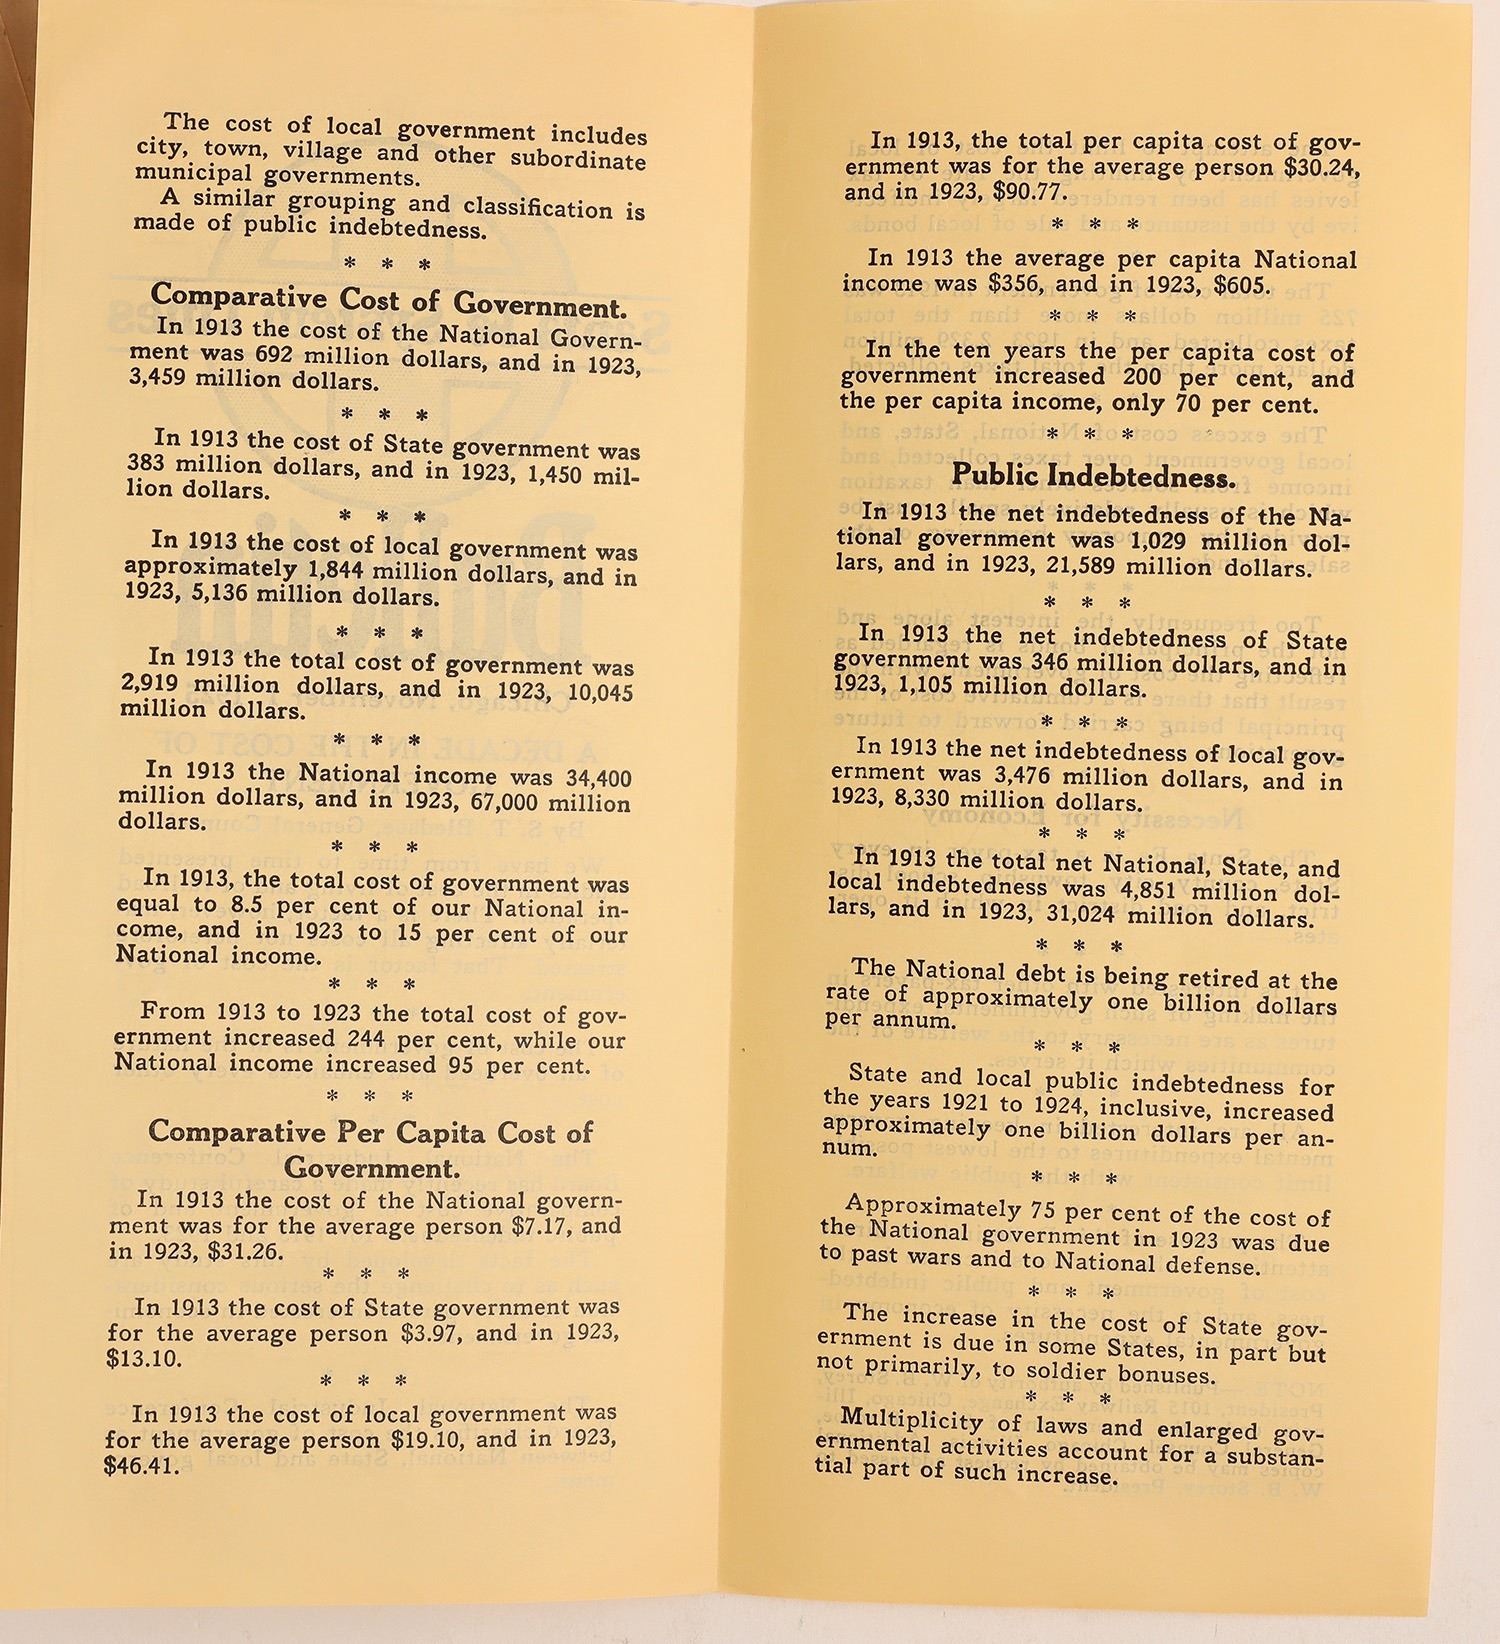 The cost of local government includes
city, town, village and other subordinate
municipal governments.
A similar grouping and classification is
made of public indebtedness.
* * *
Comparative Cost of Government.
In 1913 the cost of the National Govern-
ment was 692 million dollars, and in 1923,
3,459 million dollars.
* * *
In 1913 the cost of State government was
383 million dollars, and in 1923, 1,450 mil-
lion dollars.
* * *
In 1913 the cost of local government was
approximately 1,844 million dollars, and in
1923, 5,136 million dollars.
* * *
In 1913 the total cost of government was
2,919 million dollars, and in 1923, 10,045
million dollars.
* * *
In 1913 the National income was 34,400
million dollars, and in 1923, 67,000 million
dollars.
* * *
In 1913, the total cost of government was
equal to 8.5 per cent of our National in-
come, and in 1923 to 15 per cent of our
National income.
* * *
From 1913 to 1923 the total cost of gov-
ernment increased 244 per cent, while our
National income increased 95 per cent.
* * *
Comparative Per Capita Cost of
Government.
In 1913 the cost of the National govern-
ment was for the average person $7.17, and
in 1923, $31.26.
* * *
In 1913 the cost of State government was
for the average person $3.97, and in 1923,
$13.10.
* * *
In 1913 the cost of local government was
for the average person $19.10, and in 1923,
$46.41.
In 1913, the total per capita cost of gov-
ernment was for the average person $30.24,
and in 1923, $90.77.
* * *
In 1913 the average per capita National
income was $356, and in 1923, $605.
* * *
In the ten years the per capita cost of
government increased 200 per cent, and
the per capita income, only 70 per cent.
* * *
Public Indebtedness.
In 1913 the net indebtedness of the Na-
tional government was 1,029 million dol-
lars, and in 1923, 21,589 million dollars.
* * *
In 1913 the net indebtedness of State
government was 346 million dollars, and in
1923, 1,105 million dollars.
* * *
In 1913 the net indebtedness of local gov-
ernment was 3,476 million dollars, and in
1923, 8,330 million dollars.
* * *
In 1913 the total net National, State, and
local indebtedness was 4,851 million dol-
lars, and in 1923, 31,024 million dollars.
* * *
The National debt is being retired at the
rate of approximately one billion dollars
per annum.
* * *
State and local public indebtedness for
the years 1921 to 1924, inclusive, increased
approximately one billion dollars per an-
num.
* * *
Approximately 75 per cent of the cost of
the National government in 1923 was due
to past wars and to National defense.
* * *
The increase in the cost of State gov-
ernment is due in some States, in part but
not primarily, to soldier bonuses.
* * *
Multiplicity of laws and enlarged gov-
ernmental activities account for a substan-
tial part of such increase.